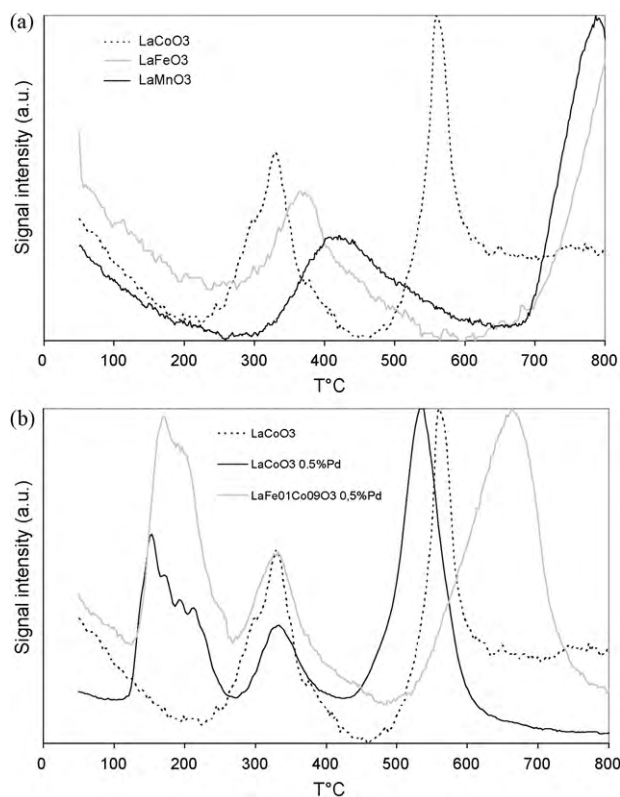 (a)
LaCoO3
LaFeO3
LaMnO3
Signal intensity (a.u.)
0 100 200 300 400 500 600 700 800
T°C
(b)
LaCoO3
LaCoO3 0.5%Pd
LaFe01Co09O3 0,5%Pd
Signal intensity (a.u.)
0 100 200 300 400 500 600 700 800
T°C